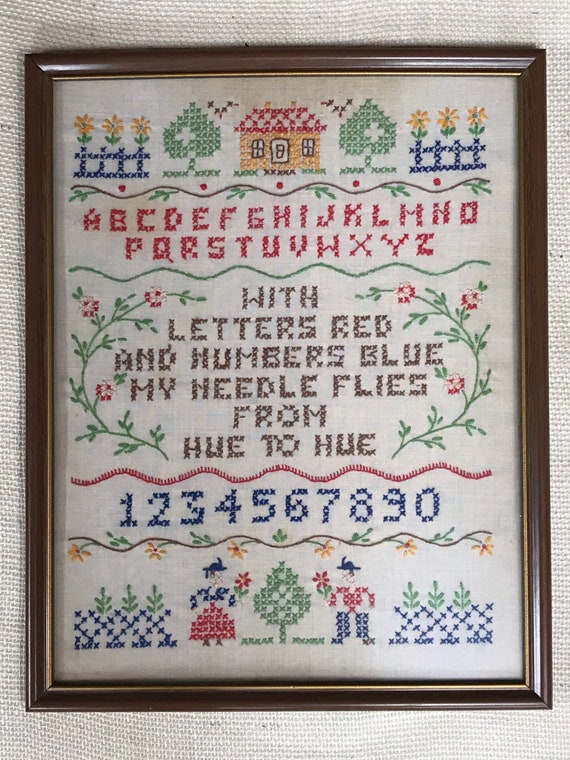 ABCDEFGHIJKLMNO
PQRSTUVWXYZ
WITH
LETTERS RED
AND NUMBERS BLUE
MY NEEDLE FLIES
FROM
HUE TO HUE
1234567890